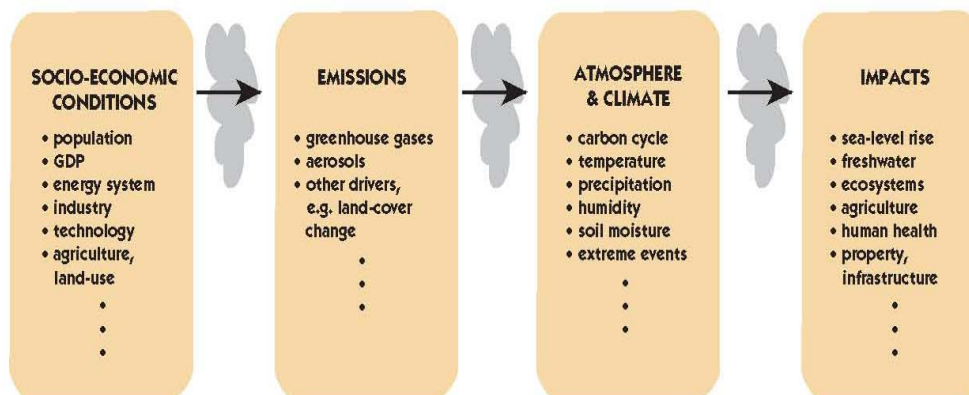 SOCIO-ECONOMIC
CONDITIONS
• population
• GDP
• energy system
• industry
• technology
• agriculture,
land-use
•
•
•
EMISSIONS
• greenhouse gases
• aerosols
• other drivers,
e.g. land-cover
change
•
•
•
ATMOSPHERE
& CLIMATE
• carbon cycle
• temperature
• precipitation
• humidity
• soil moisture
• extreme events
•
•
•
IMPACTS
• sea-level rise
• freshwater
• ecosystems
• agriculture
• human health
• property,
infrastructure
•
•
•